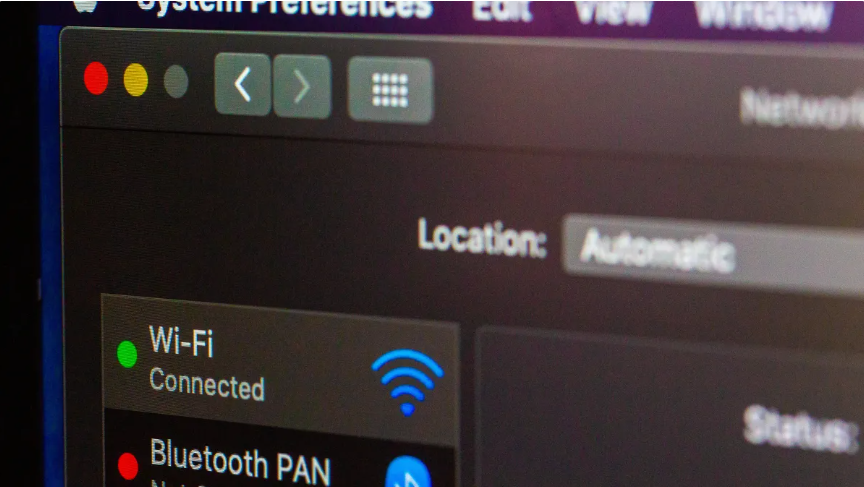 System Preferences Edit View Window
Network
Location: Automatic
Wi-Fi
Connected
Status:
Bluetooth PAN